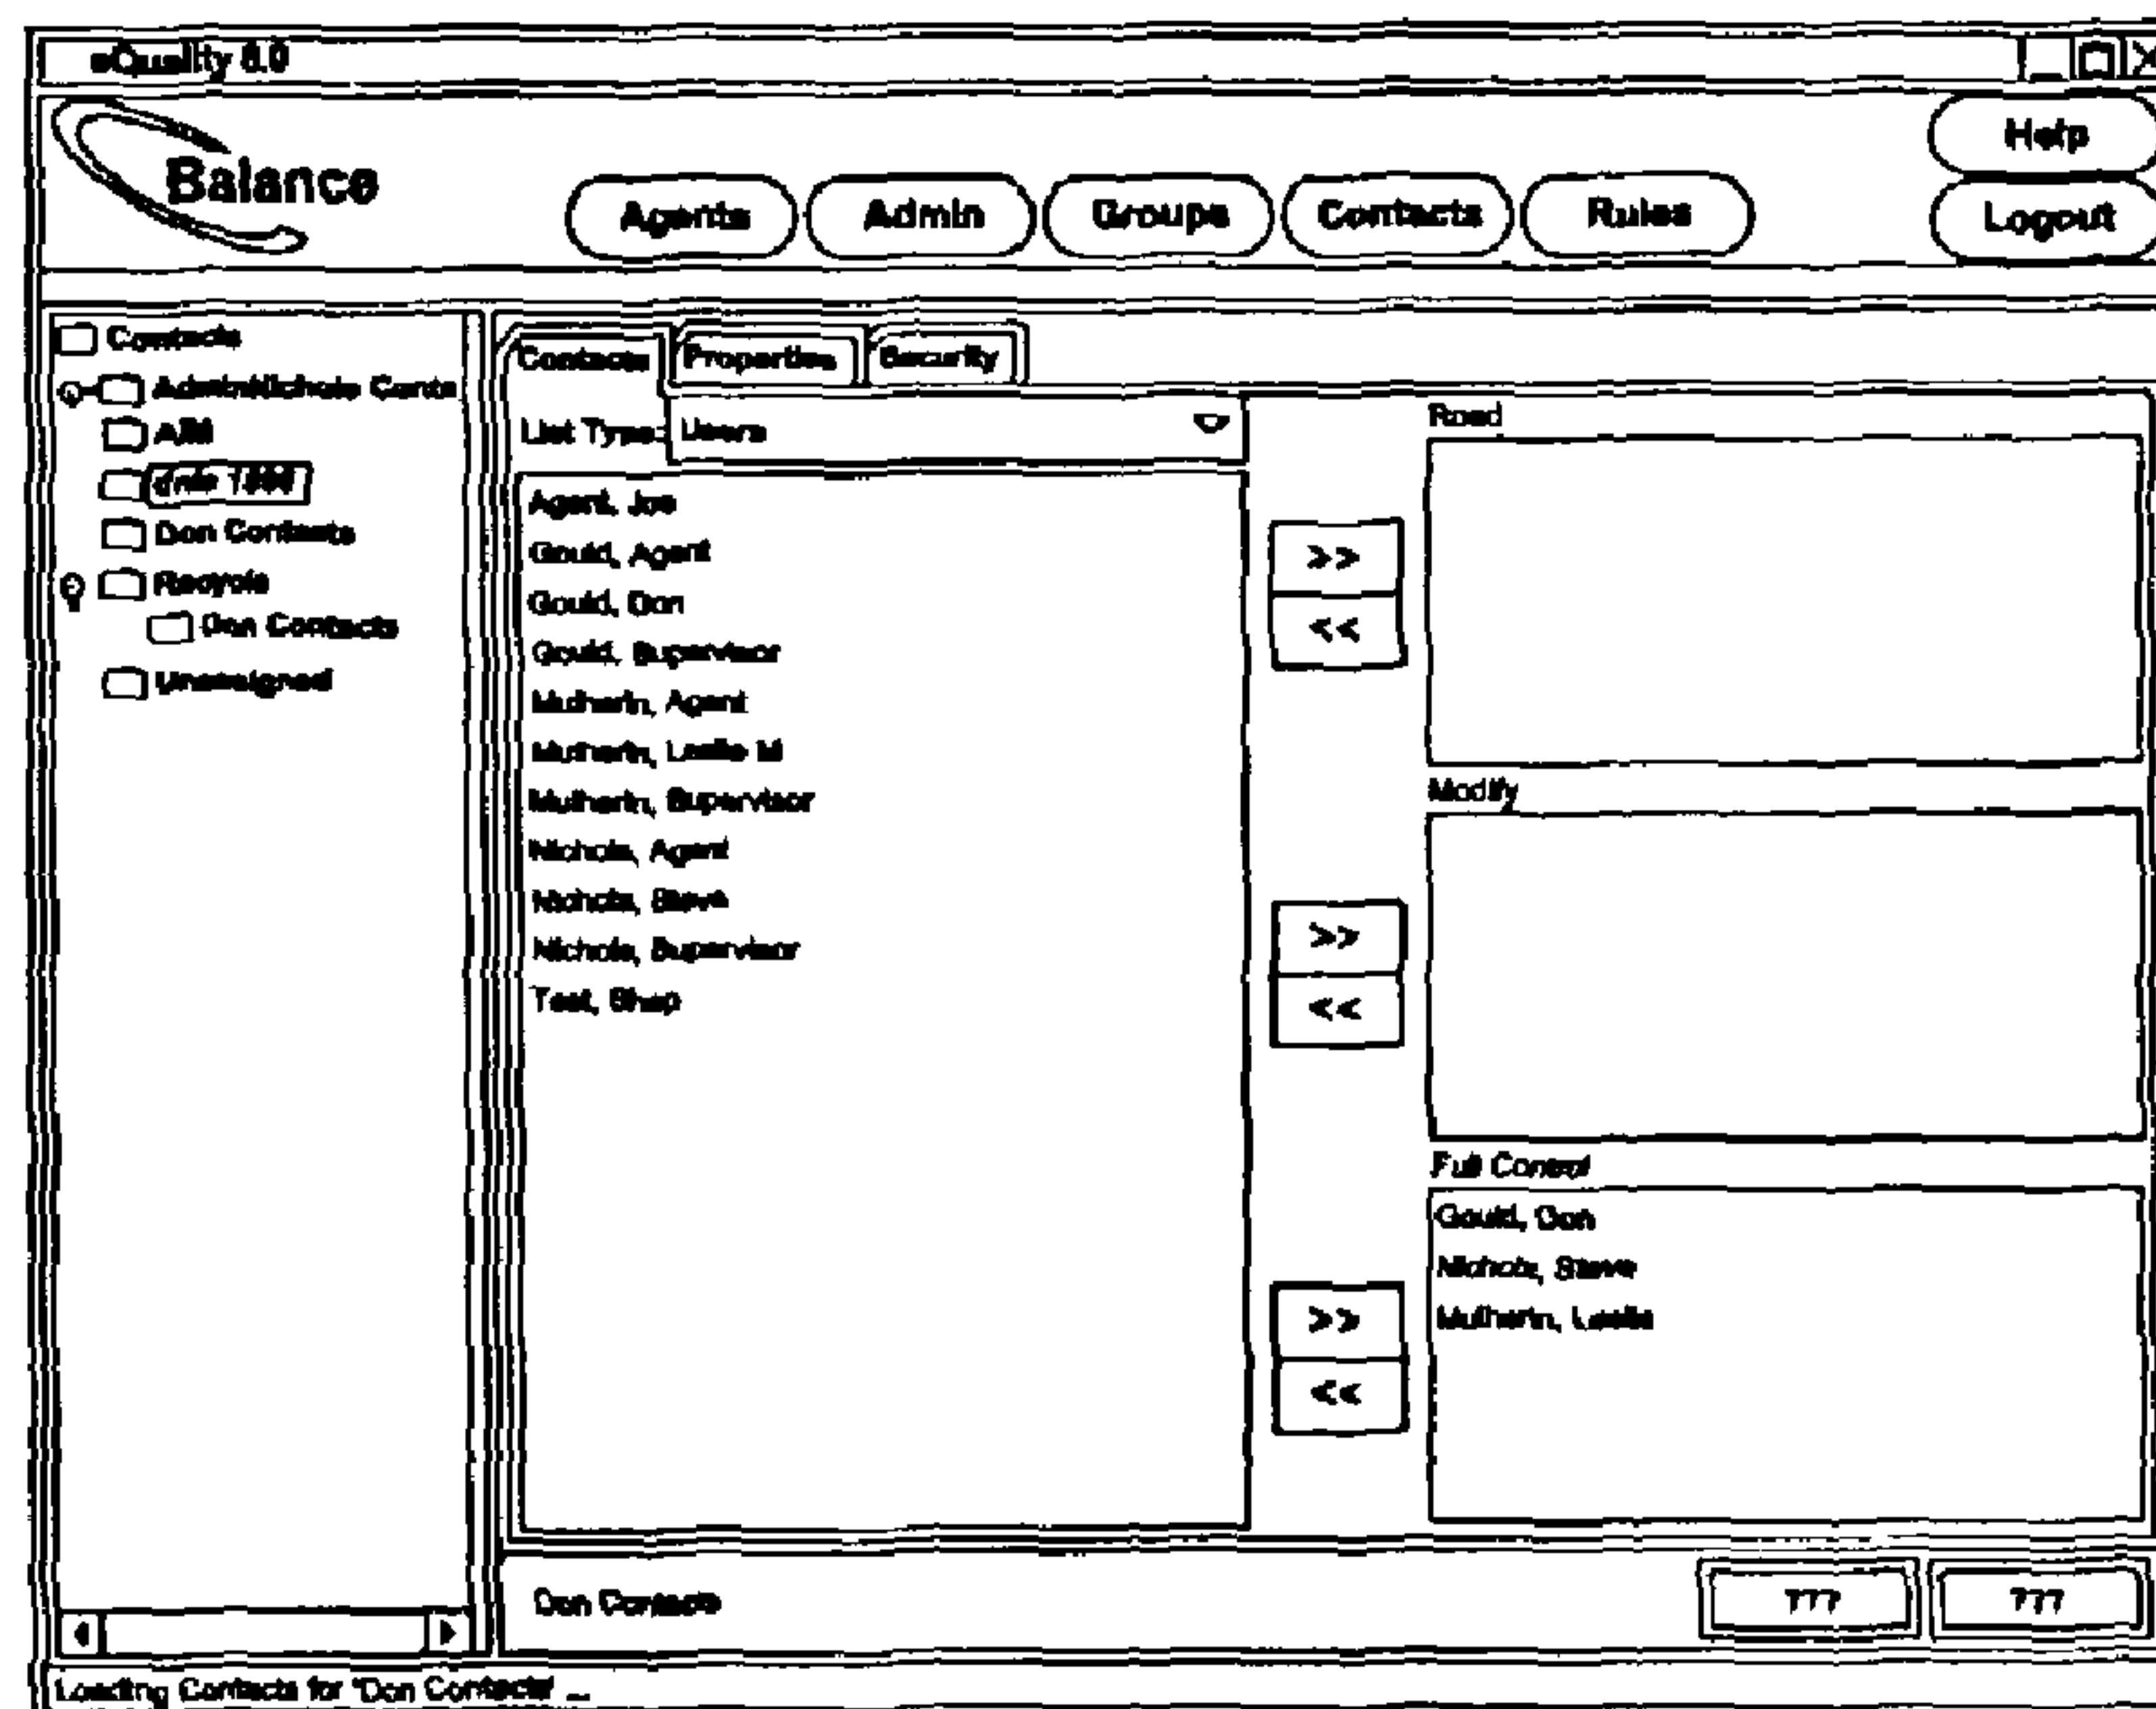 eQuality 6.0
Balance
Agents Admin Groups Contacts Rules
Help
Logout
Contacts
Contacts Properties Security
AIM
Don Contacts
Recycle
Don Contacts
Unassigned
List Type: Users
Agent, Joe
Gould, Agent
Gould, Don
Gould, Supervisor
Mulherin, Agent
Mulherin, Leslie M
Mulherin, Supervisor
Nichols, Agent
Nichols, Steve
Nichols, Supervisor
Test, Shap
>>
<<
>>
<<
>>
<<
Read
Modify
Full Control
Gould, Don
Nichols, Steve
Mulherin, Leslie
Don Contacts
??? ???
Loading Contacts for 'Don Contacts' ...